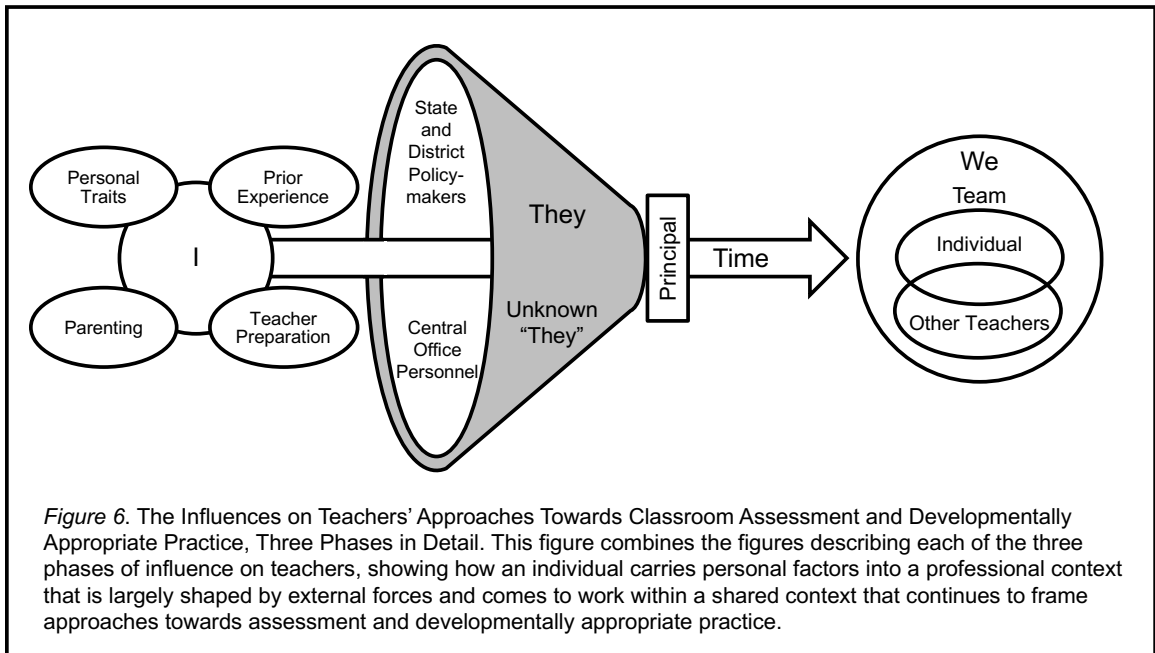 Personal
Traits
Prior
Experience
I
Parenting
Teacher
Preparation
State
and
District
Policy-
makers
Central
Office
Personnel
They
Unknown
“They”
Principal
Time
We
Team
Individual
Other Teachers
Figure 6. The Influences on Teachers’ Approaches Towards Classroom Assessment and Developmentally
Appropriate Practice, Three Phases in Detail. This figure combines the figures describing each of the three
phases of influence on teachers, showing how an individual carries personal factors into a professional context
that is largely shaped by external forces and comes to work within a shared context that continues to frame
approaches towards assessment and developmentally appropriate practice.